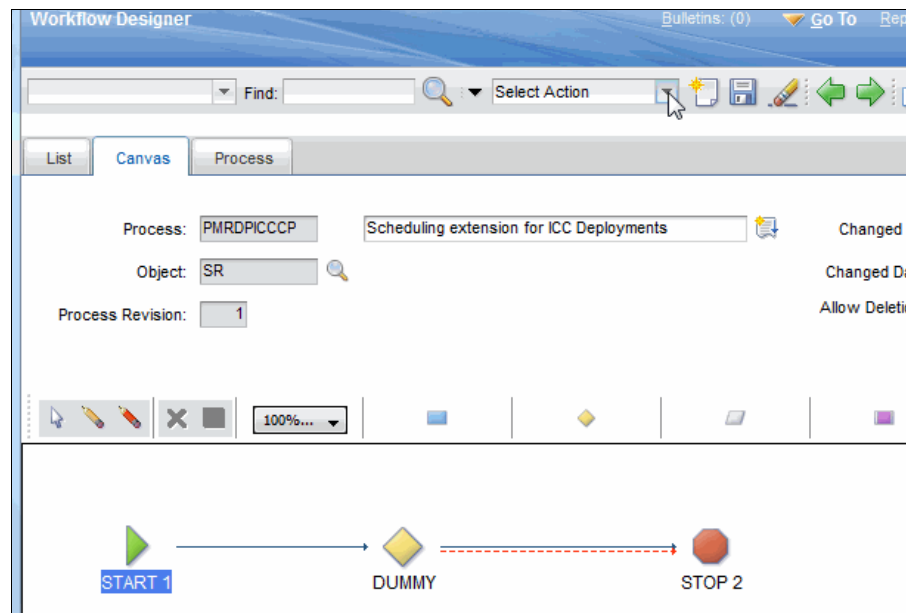 Workflow Designer Bulletins: (0) Go To Rep
Find: Select Action
List Canvas Process
Process: PMRDPICCCP Scheduling extension for ICC Deployments Changed
Object: SR Changed Da
Process Revision: 1 Allow Deleti
100%...
START 1 DUMMY STOP 2